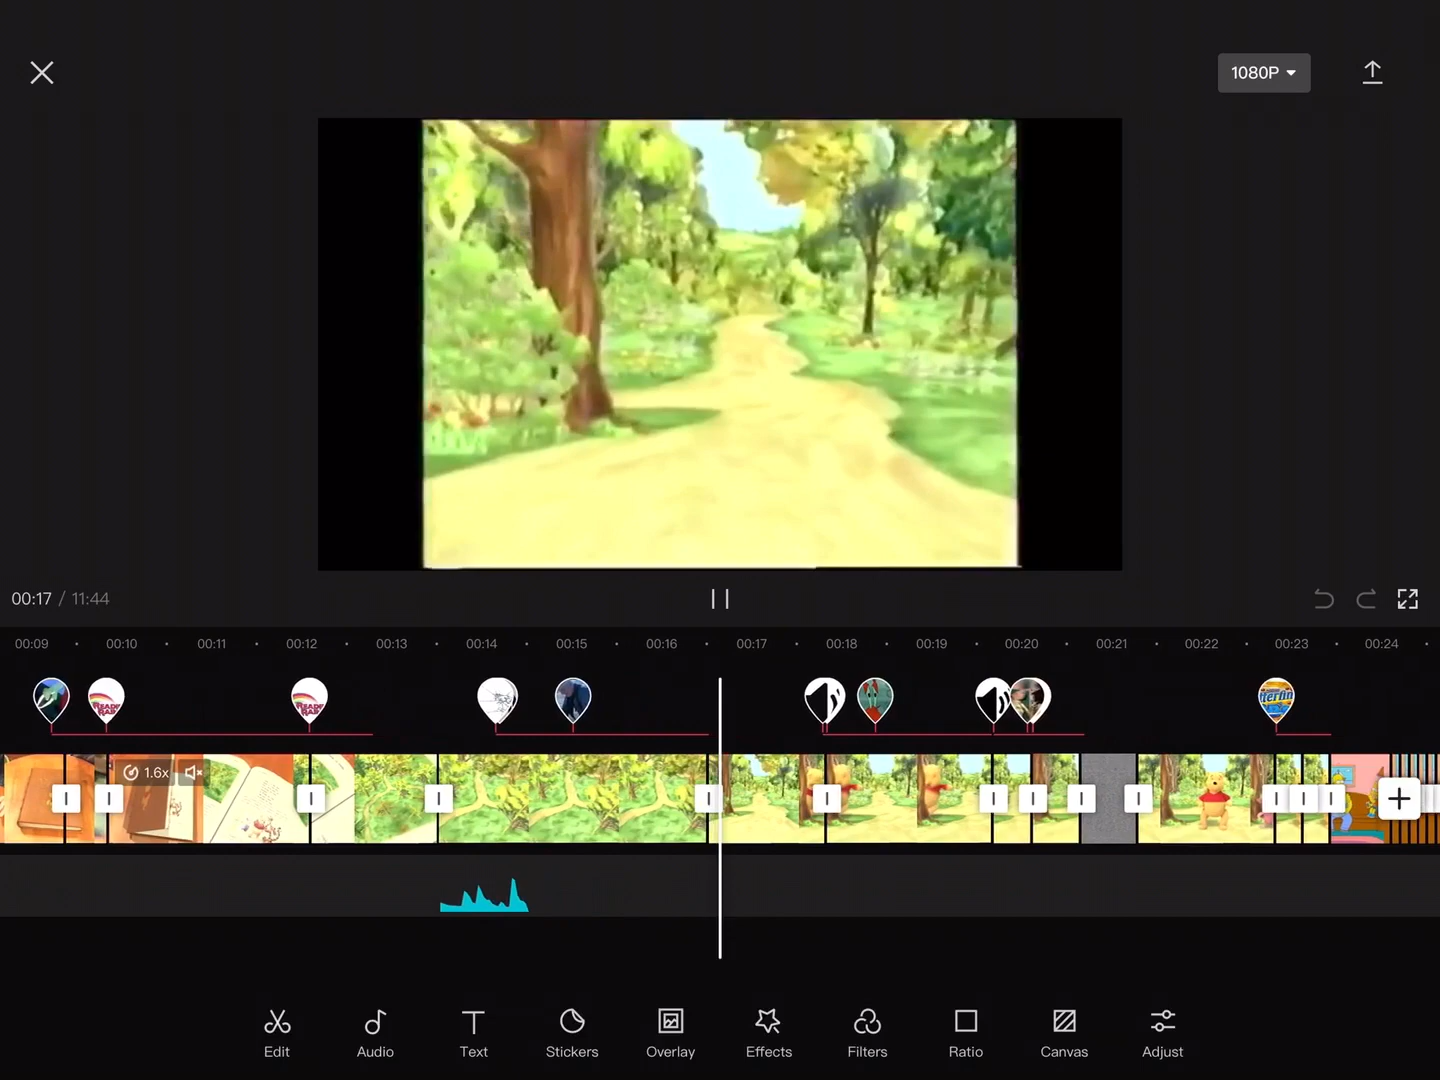 1080P
00:17 / 11:44
00:09 00:10 00:11 00:12 00:13 00:14 00:15 00:16 00:17 00:18 00:19 00:20 00:21 00:22 00:23 00:24
1.6x
Edit Audio Text Stickers Overlay Effects Filters Ratio Canvas Adjust